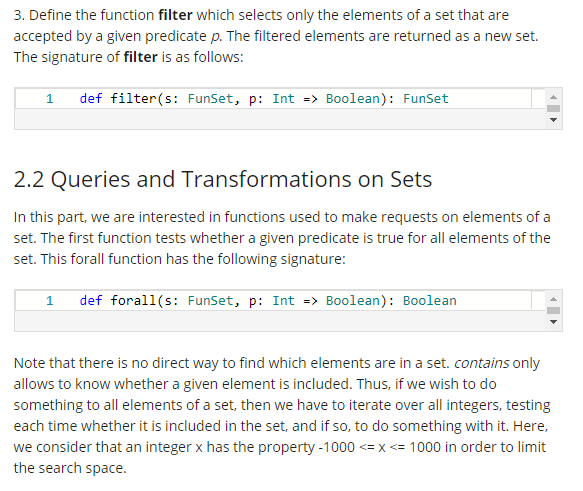 3. Define the function filter which selects only the elements of a set that are
accepted by a given predicate p. The filtered elements are returned as a new set.
The signature of filter is as follows:
1 def filter(s: FunSet, p: Int => Boolean): FunSet
2.2 Queries and Transformations on Sets
In this part, we are interested in functions used to make requests on elements of a
set. The first function tests whether a given predicate is true for all elements of the
set. This forall function has the following signature:
1 def forall(s: FunSet, p: Int => Boolean): Boolean
Note that there is no direct way to find which elements are in a set. contains only
allows to know whether a given element is included. Thus, if we wish to do
something to all elements of a set, then we have to iterate over all integers, testing
each time whether it is included in the set, and if so, to do something with it. Here,
we consider that an integer x has the property -1000 <= x <= 1000 in order to limit
the search space.